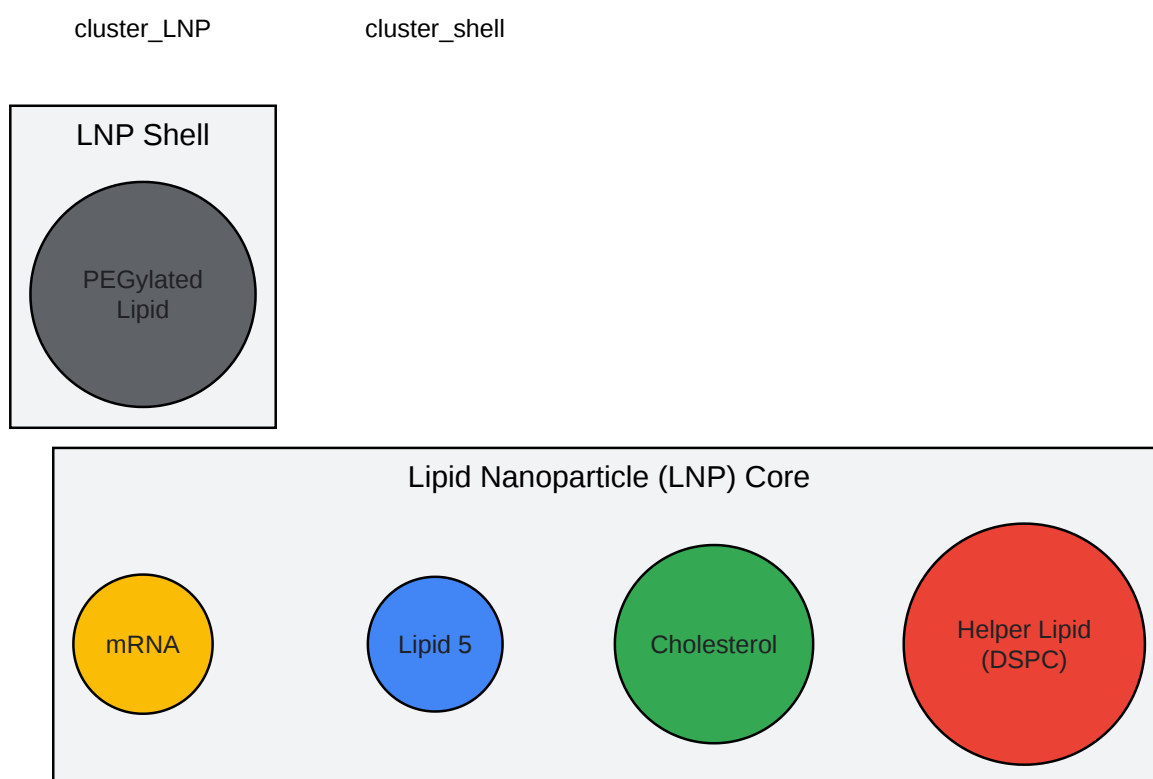 cluster_LNP
cluster_shell
LNP Shell
PEGylated
Lipid
Lipid Nanoparticle (LNP) Core
mRNA
Lipid 5
Cholesterol
Helper Lipid
(DSPC)